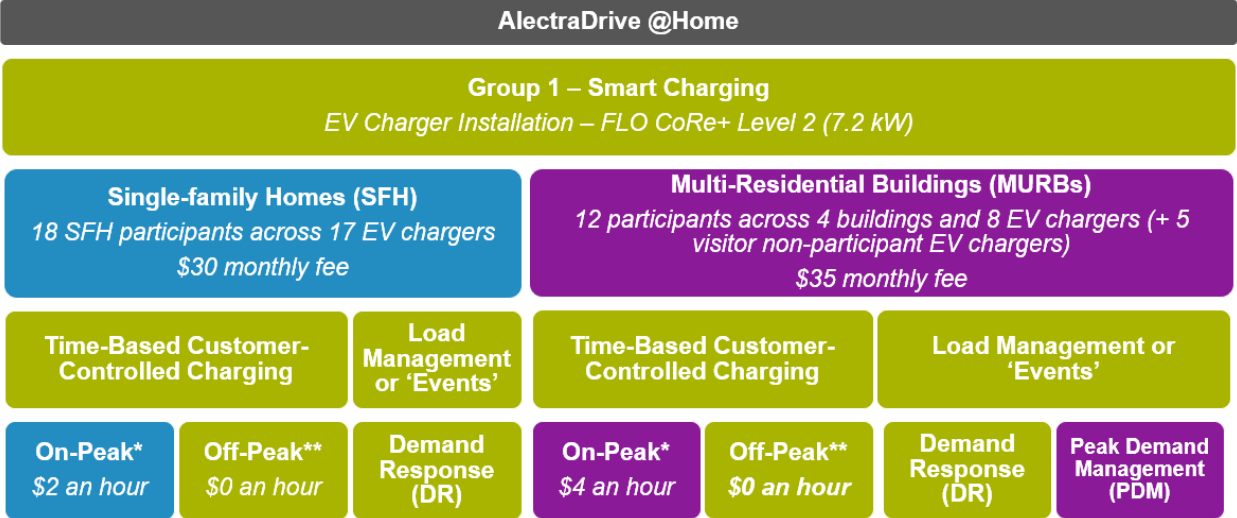 AlectraDrive @Home
Group 1 – Smart Charging
EV Charger Installation – FLO CoRe+ Level 2 (7.2 kW)
Single-family Homes (SFH)
18 SFH participants across 17 EV chargers
$30 monthly fee
Multi-Residential Buildings (MURBs)
12 participants across 4 buildings and 8 EV chargers (+ 5
visitor non-participant EV chargers)
$35 monthly fee
Time-Based Customer-
Controlled Charging
Load
Management
or ‘Events’
Time-Based Customer-
Controlled Charging
Load Management or
‘Events’
On-Peak*
$2 an hour
Off-Peak**
$0 an hour
Demand
Response
(DR)
On-Peak*
$4 an hour
Off-Peak**
$0 an hour
Demand
Response
(DR)
Peak Demand
Management
(PDM)